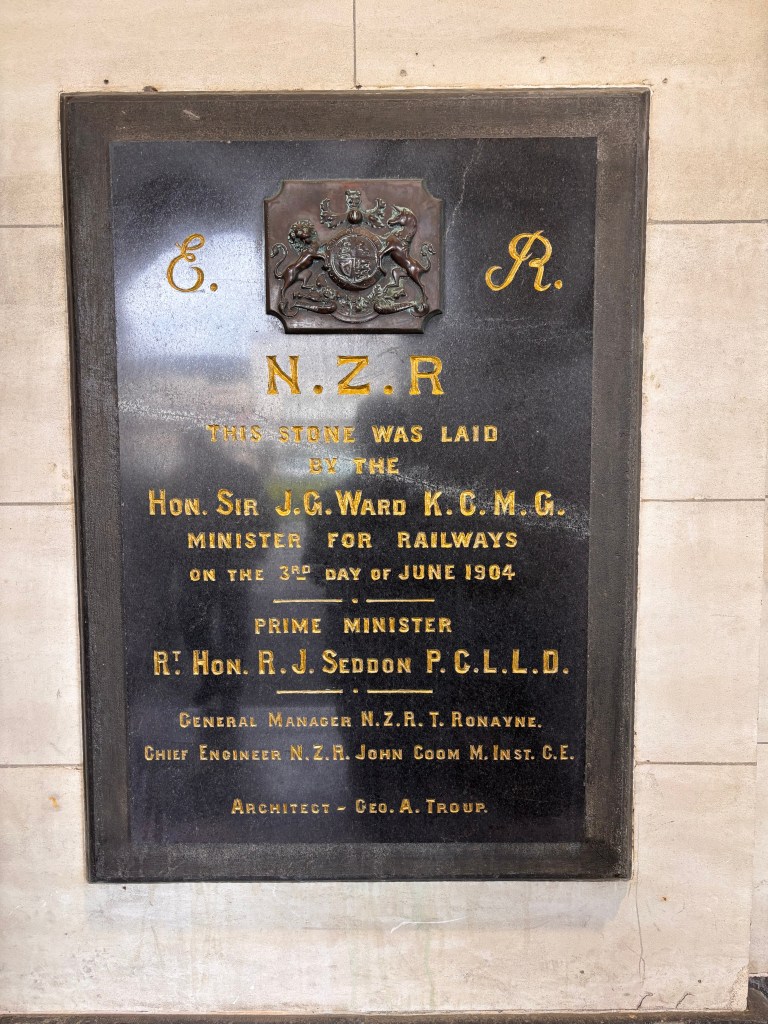 E. R.
N.Z.R
THIS STONE WAS LAID
BY THE
HON. SIR J.G. WARD K.C.M.G.
MINISTER FOR RAILWAYS
ON THE 3RD DAY OF JUNE 1904
PRIME MINISTER
RT HON. R.J. SEDDON P.C.L.L.D.
GENERAL MANAGER N.Z.R. T. RONAYNE.
CHIEF ENGINEER N.Z.R. JOHN COOM M. INST. C.E.
ARCHITECT - GEO. A. TROUP.